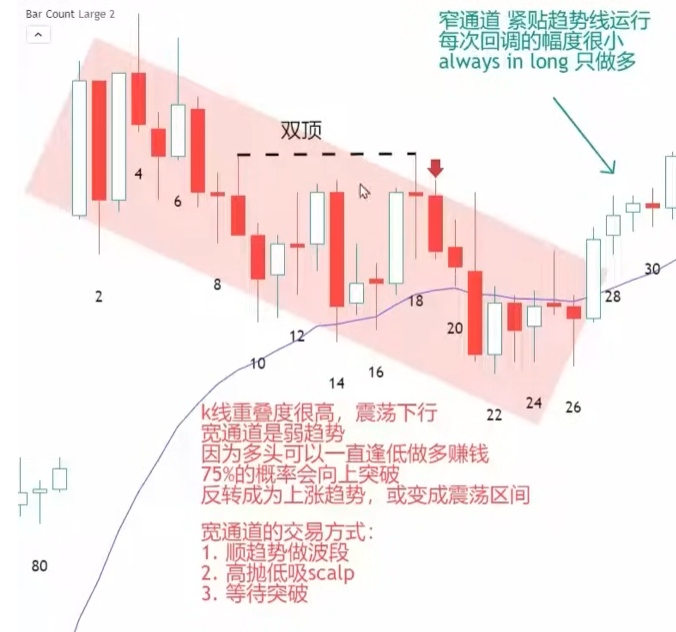 Bar Count Large 2
窄通道 紧贴趋势线运行
每次回调的幅度很小
always in long 只做多
双顶
4
6
2
8
10
12
14
16
18
20
22
24
26
28
30
80
k线重叠度很高，震荡下行
宽通道是弱趋势
因为多头可以一直逢低做多赚钱
75%的概率会向上突破
反转成为上涨趋势，或变成震荡区间
宽通道的交易方式：
1. 顺趋势做波段
2. 高抛低吸scalp
3. 等待突破